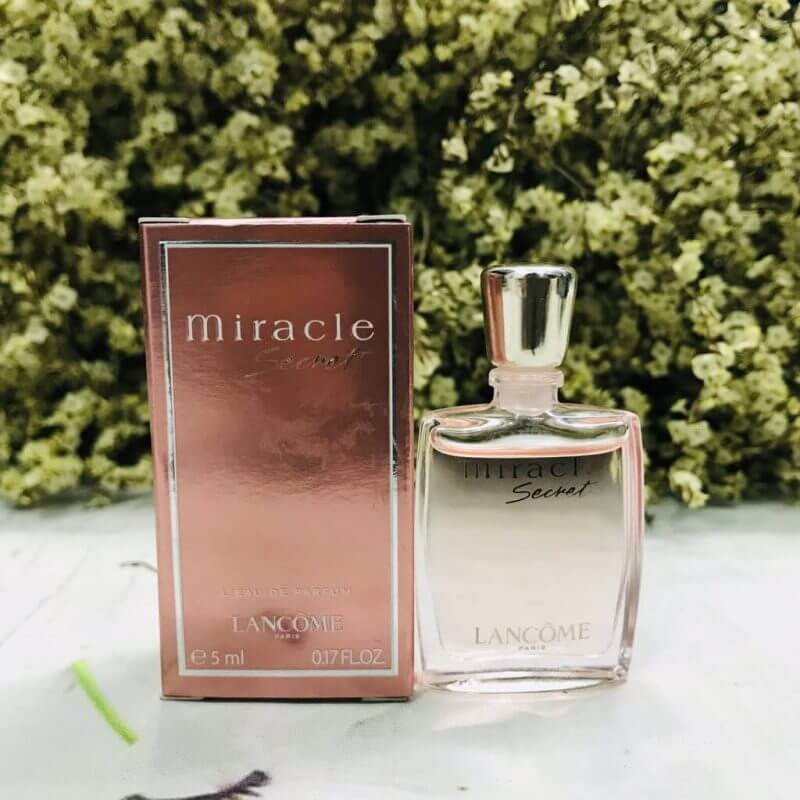 miracle
Secret
L'EAU DE PARFUM
LANCÔME
PARIS
℮ 5 ml 0.17 FL.OZ
miracle
Secret
LANCÔME
PARIS